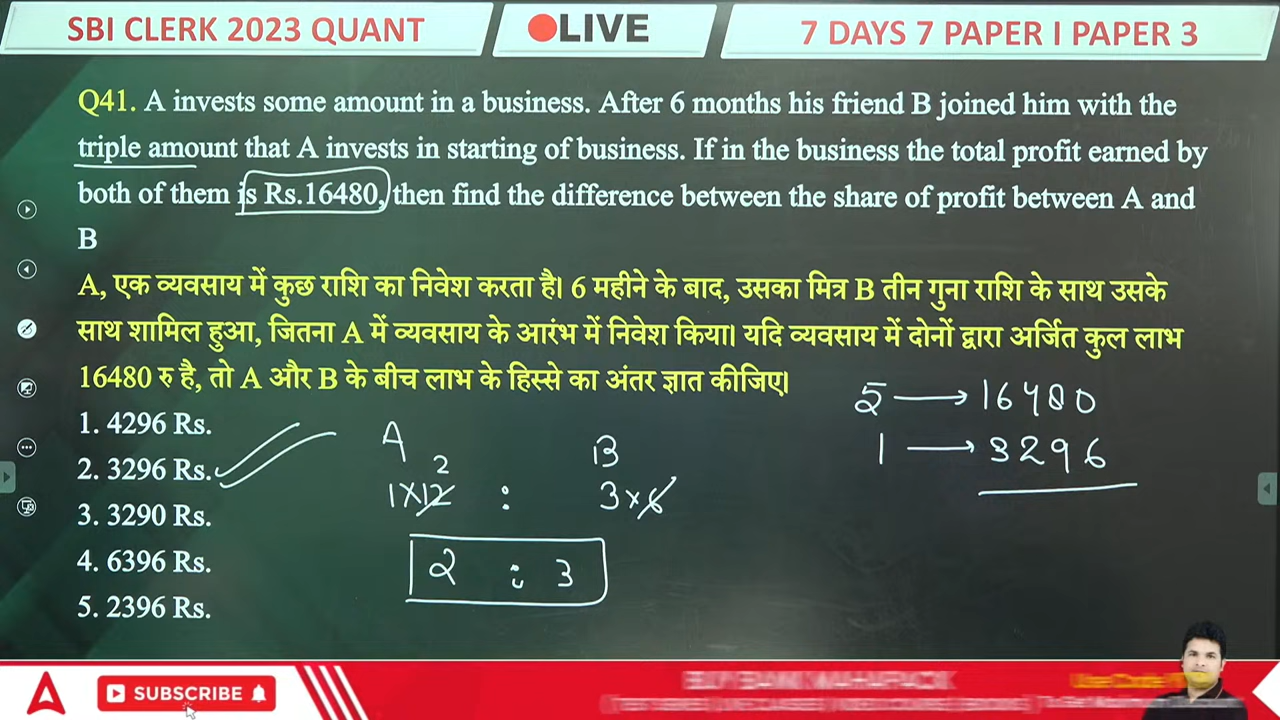 SBI CLERK 2023 QUANT
LIVE
7 DAYS 7 PAPER I PAPER 3
Q41. A invests some amount in a business. After 6 months his friend B joined him with the
triple amount that A invests in starting of business. If in the business the total profit earned by
both of them is Rs.16480, then find the difference between the share of profit between A and
B
A, एक व्यवसाय में कुछ राशि का निवेश करता है। 6 महीने के बाद, उसका मित्र B तीन गुना राशि के साथ उसके
साथ शामिल हुआ, जितना A में व्यवसाय के आरंभ में निवेश किया। यदि व्यवसाय में दोनों द्वारा अर्जित कुल लाभ
16480 रु है, तो A और B के बीच लाभ के हिस्से का अंतर ज्ञात कीजिए।
1. 4296 Rs.
2. 3296 Rs.
3. 3290 Rs.
4. 6396 Rs.
5. 2396 Rs.
A B
2
1×12 : 3×6
2 : 3
5 → 16480
1 → 3296
SUBSCRIBE
BUY BANK MAHAPACK